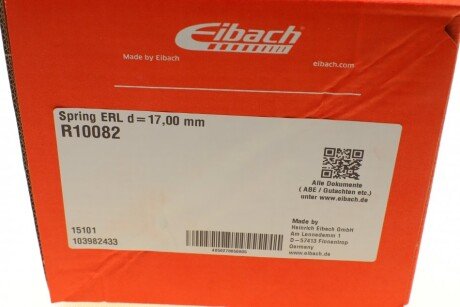 Eibach
Made by Eibach
eibach.com
Spring ERL d=17,00 mm
R10082
Alle Dokumente
( ABE / Gutachten etc.)
unter www.eibach.de
15101
103982433
Made by
Heinrich Eibach GmbH
Am Lennedamm 1
D-57413 Finnentrop
Germany
www.eibach.de